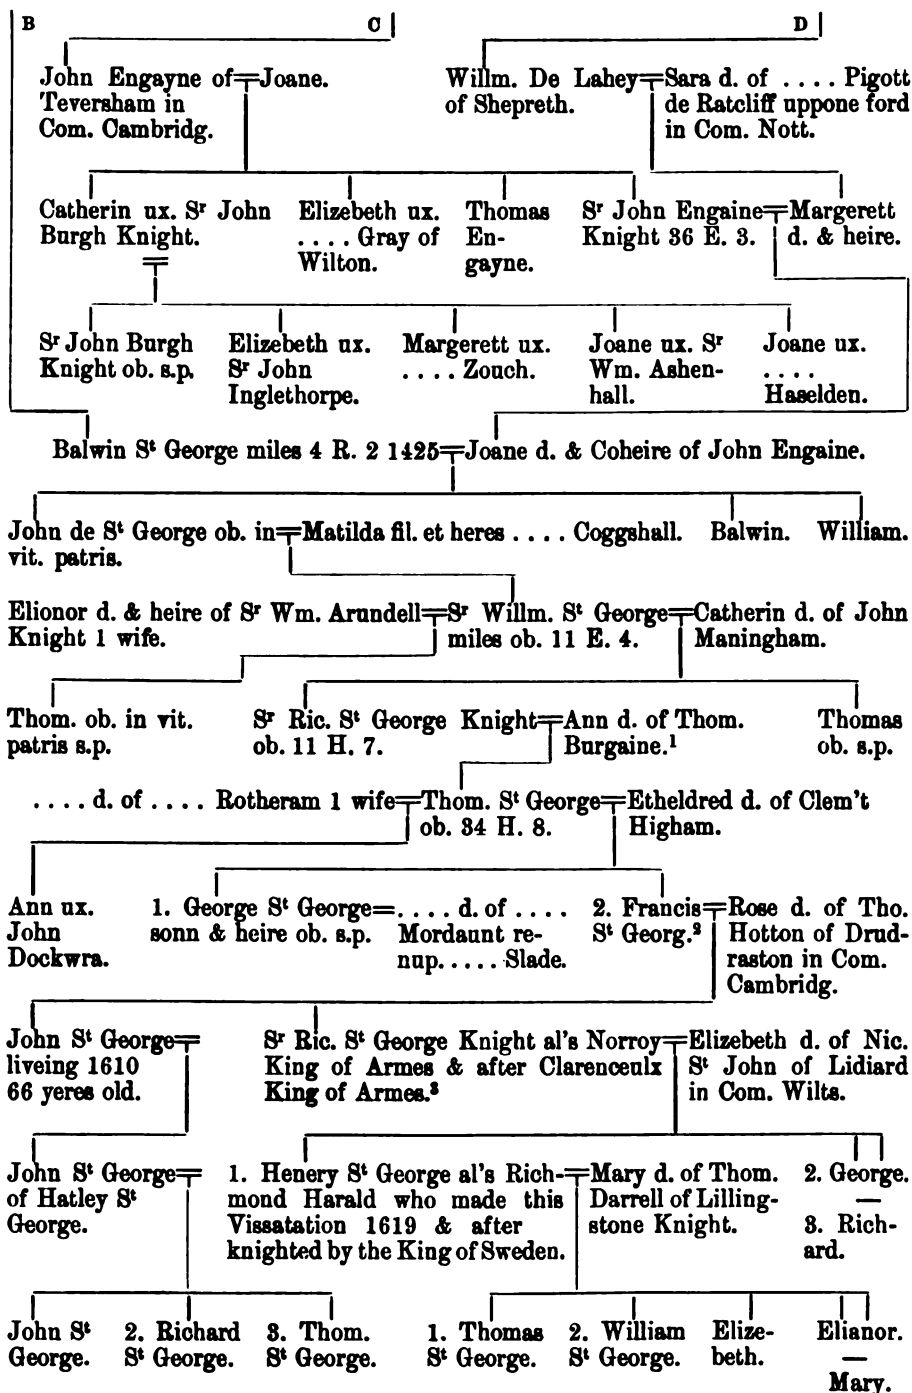 B C D
John Engayne of=Joane.
Teversham in
Com. Cambridg.
Willm. De Lahey=Sara d. of .... Pigott
of Shepreth.
de Ratcliff uppone ford
in Com. Nott.
Catherin ux. Sr John
Burgh Knight.
Elizebeth ux.
.... Gray of
Wilton.
Thomas
En-
gayne.
Sr John Engaine=Margerett
Knight 36 E. 3. d. & heire.
Sr John Burgh
Knight ob. s.p.
Elizebeth ux.
Sr John
Inglethorpe.
Margerett ux.
.... Zouch.
Joane ux. Sr
Wm. Ashen-
hall.
Joane ux.
....
Haselden.
Balwin St George miles 4 R. 2 1425=Joane d. & Coheire of John Engaine.
John de St George ob. in=Matilda fil. et heres .... Coggshall. Balwin. William.
vit. patris.
Elionor d. & heire of Sr Wm. Arundell=Sr Willm. St George=Catherin d. of John
Knight 1 wife. miles ob. 11 E. 4. Maningham.
Thom. ob. in vit.
patris s.p.
Sr Ric. St George Knight=Ann d. of Thom.
ob. 11 H. 7. Burgaine.1
Thomas
ob. s.p.
.... d. of .... Rotheram 1 wife=Thom. St George=Etheldred d. of Clem't
ob. 34 H. 8. Higham.
Ann ux.
John
Dockwra.
1. George St George=.... d. of ....
sonn & heire ob. s.p. Mordaunt re-
nup..... Slade.
2. Francis=Rose d. of Tho.
St Georg.2 Hotton of Drud-
raston in Com.
Cambridg.
John St George=
liveing 1610
66 yeres old.
Sr Ric. St George Knight al's Norroy=Elizebeth d. of Nic.
King of Armes & after Clarenceulx St John of Lidiard
King of Armes.3 in Com. Wilts.
John St George=
of Hatley St
George.
1. Henery St George al's Rich-=Mary d. of Thom.
mond Harald who made this Darrell of Lilling-
Vissatation 1619 & after stone Knight.
knighted by the King of Sweden.
2. George.
—
3. Rich-
ard.
John St
George.
2. Richard
St George.
3. Thom.
St George.
1. Thomas
St George.
2. William
St George.
Elize-
beth.
Elianor.
—
Mary.